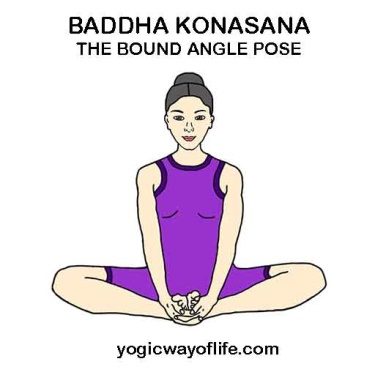 BADDHA KONASANA
THE BOUND ANGLE POSE
yogicwayoflife.com